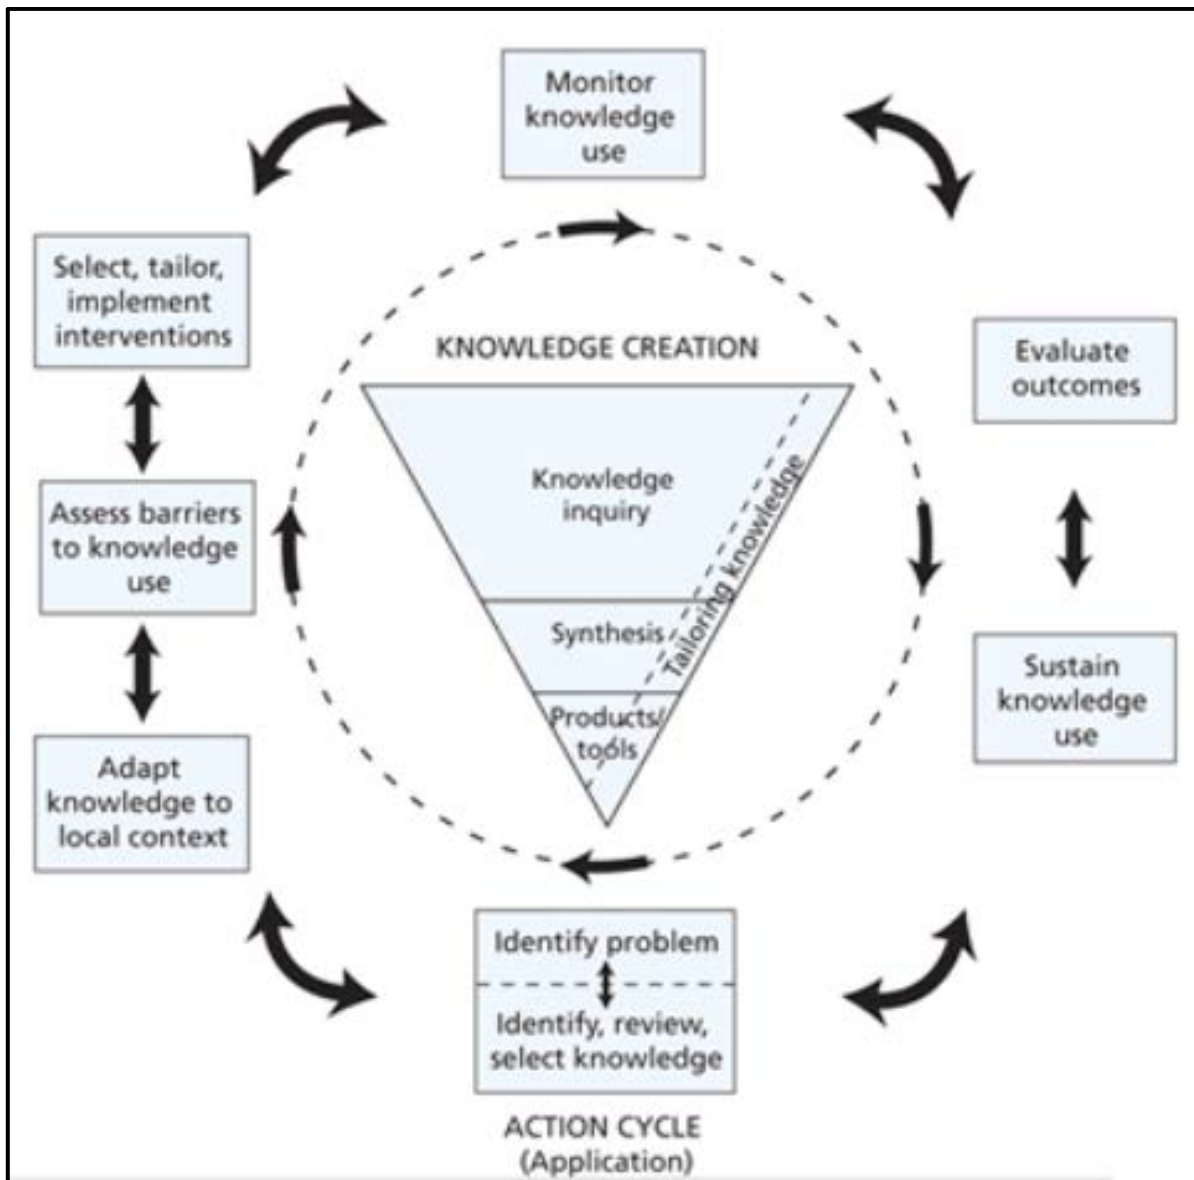 Monitor
knowledge
use
Select, tailor,
implement
interventions
KNOWLEDGE CREATION
Evaluate
outcomes
Knowledge
inquiry
Tailoring knowledge
Assess barriers
to knowledge
use
Synthesis
Sustain
knowledge
use
Products/
tools
Adapt
knowledge to
local context
Identify problem
Identify, review,
select knowledge
ACTION CYCLE
(Application)